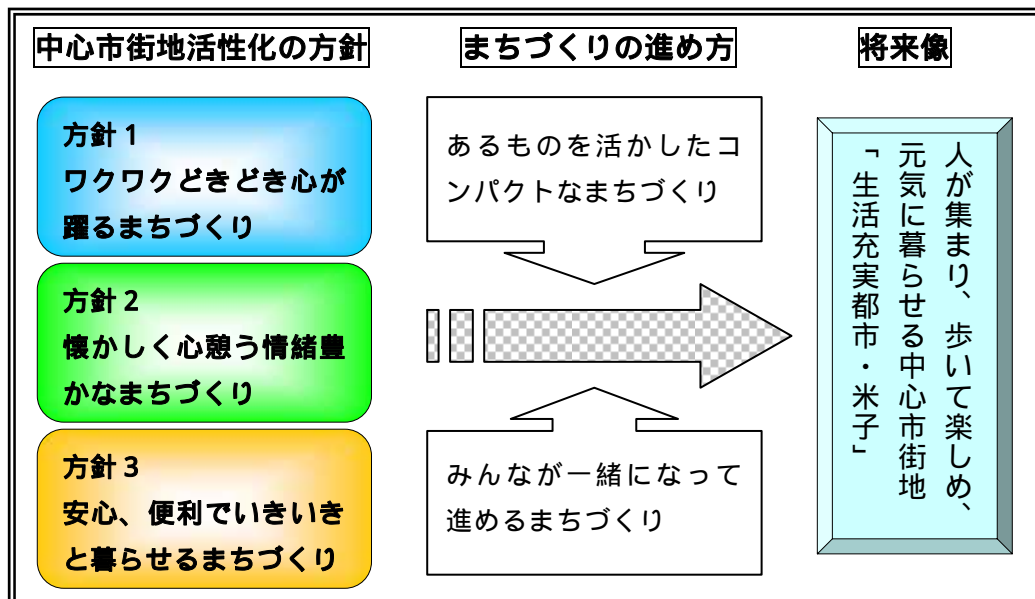 中心市街地活性化の方針
まちづくりの進め方
将来像
方針1
ワクワクどきどき心が
躍るまちづくり
方針2
懐かしく心憩う情緒豊
かなまちづくり
方針3
安心、便利でいきいき
と暮らせるまちづくり
あるものを活かしたコ
ンパクトなまちづくり
みんなが一緒になって
進めるまちづくり
人が集まり、歩いて楽しめ、
元気に暮らせる中心市街地
「生活充実都市・米子」